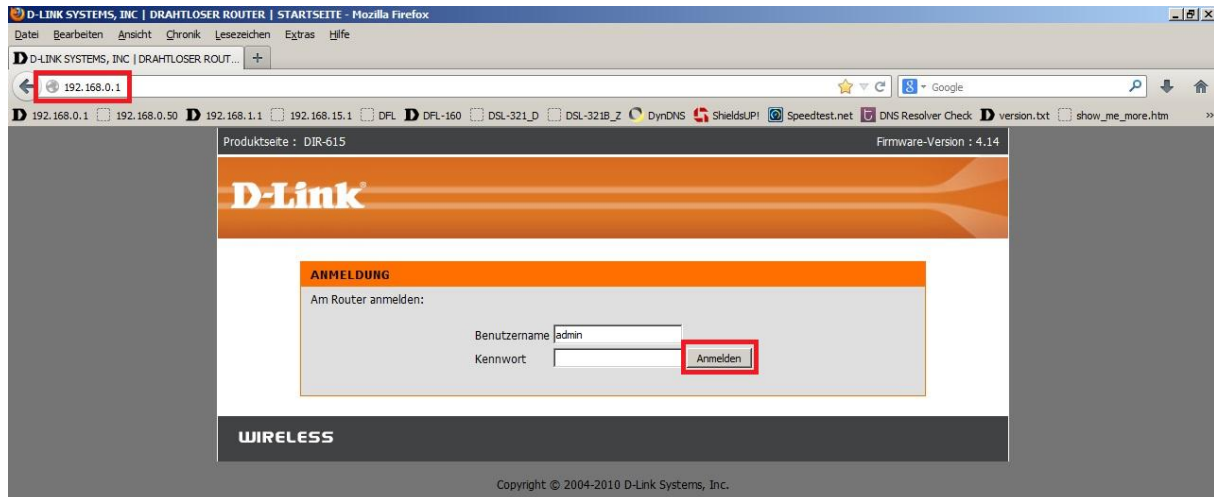 D-LINK SYSTEMS, INC | DRAHTLOSER ROUTER | STARTSEITE - Mozilla Firefox
Datei Bearbeiten Ansicht Chronik Lesezeichen Extras Hilfe
D-LINK SYSTEMS, INC | DRAHTLOSER ROUT... +
192.168.0.1 Google
192.168.0.1 192.168.0.50 192.168.1.1 192.168.15.1 DFL DFL-160 DSL-321_D DSL-321B_Z DynDNS ShieldsUP! Speedtest.net DNS Resolver Check version.txt show_me_more.htm »
Produktseite : DIR-615 Firmware-Version : 4.14
D-Link
ANMELDUNG
Am Router anmelden:
Benutzername admin
Kennwort Anmelden
WIRELESS
Copyright © 2004-2010 D-Link Systems, Inc.